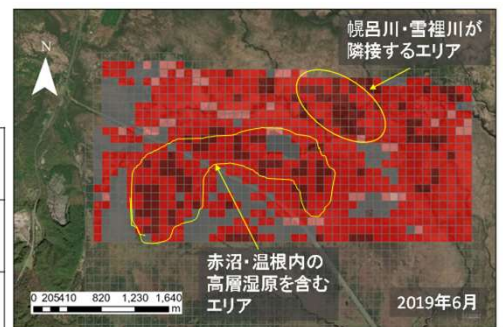 幌呂川・雪裡川が
隣接するエリア
N
赤沼・温根内の
高層湿原を含む
エリア
0 205410 820 1,230 1,640
m
2019年6月